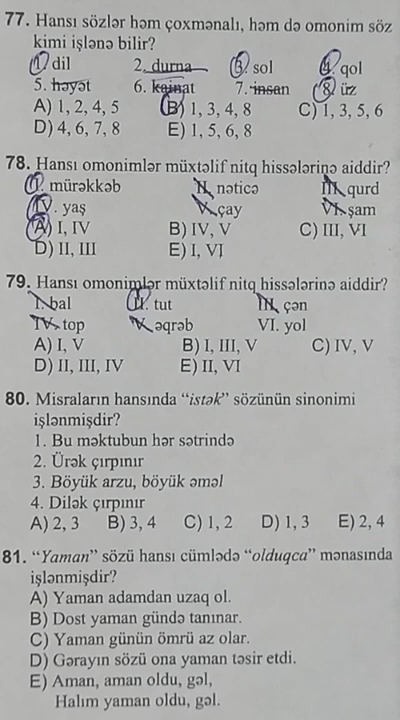 77. Hansı sözlər həm çoxmənalı, həm də omonim söz
kimi işlənə bilir?
1. dil 2. durna 3. sol 4. qol
5. həyət 6. kainat 7. insan 8. üz
A) 1, 2, 4, 5 B) 1, 3, 4, 8 C) 1, 3, 5, 6
D) 4, 6, 7, 8 E) 1, 5, 6, 8
78. Hansı omonimlər müxtəlif nitq hissələrinə aiddir?
I. mürəkkəb II. nəticə III. qurd
IV. yaş V. çay VI. şam
A) I, IV B) IV, V C) III, VI
D) II, III E) I, VI
79. Hansı omonimlər müxtəlif nitq hissələrinə aiddir?
I. bal II. tut III. çən
IV. top V. əqrəb VI. yol
A) I, V B) I, III, V C) IV, V
D) II, III, IV E) II, VI
80. Misraların hansında “istək” sözünün sinonimi
işlənmişdir?
1. Bu məktubun hər sətrində
2. Ürək çırpınır
3. Böyük arzu, böyük əməl
4. Dilək çırpınır
A) 2, 3 B) 3, 4 C) 1, 2 D) 1, 3 E) 2, 4
81. “Yaman” sözü hansı cümlədə “olduqca” mənasında
işlənmişdir?
A) Yaman adamdan uzaq ol.
B) Dost yaman gündə tanınar.
C) Yaman günün ömrü az olar.
D) Gərayın sözü ona yaman təsir etdi.
E) Aman, aman oldu, gəl,
Halım yaman oldu, gəl.